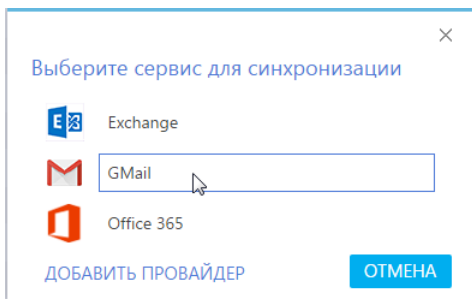 Выберите сервис для синхронизации
Exchange
GMail
Office 365
ДОБАВИТЬ ПРОВАЙДЕР ОТМЕНА